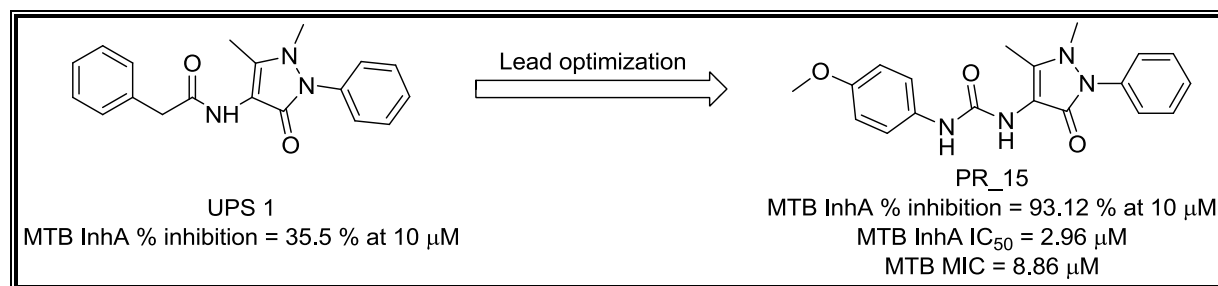 Lead optimization
O
NH
N
N
O
O
O
N
H
N
H
N
N
O
UPS 1
MTB InhA % inhibition = 35.5 % at 10 μM
PR_15
MTB InhA % inhibition = 93.12 % at 10 μM
MTB InhA IC50 = 2.96 μM
MTB MIC = 8.86 μM